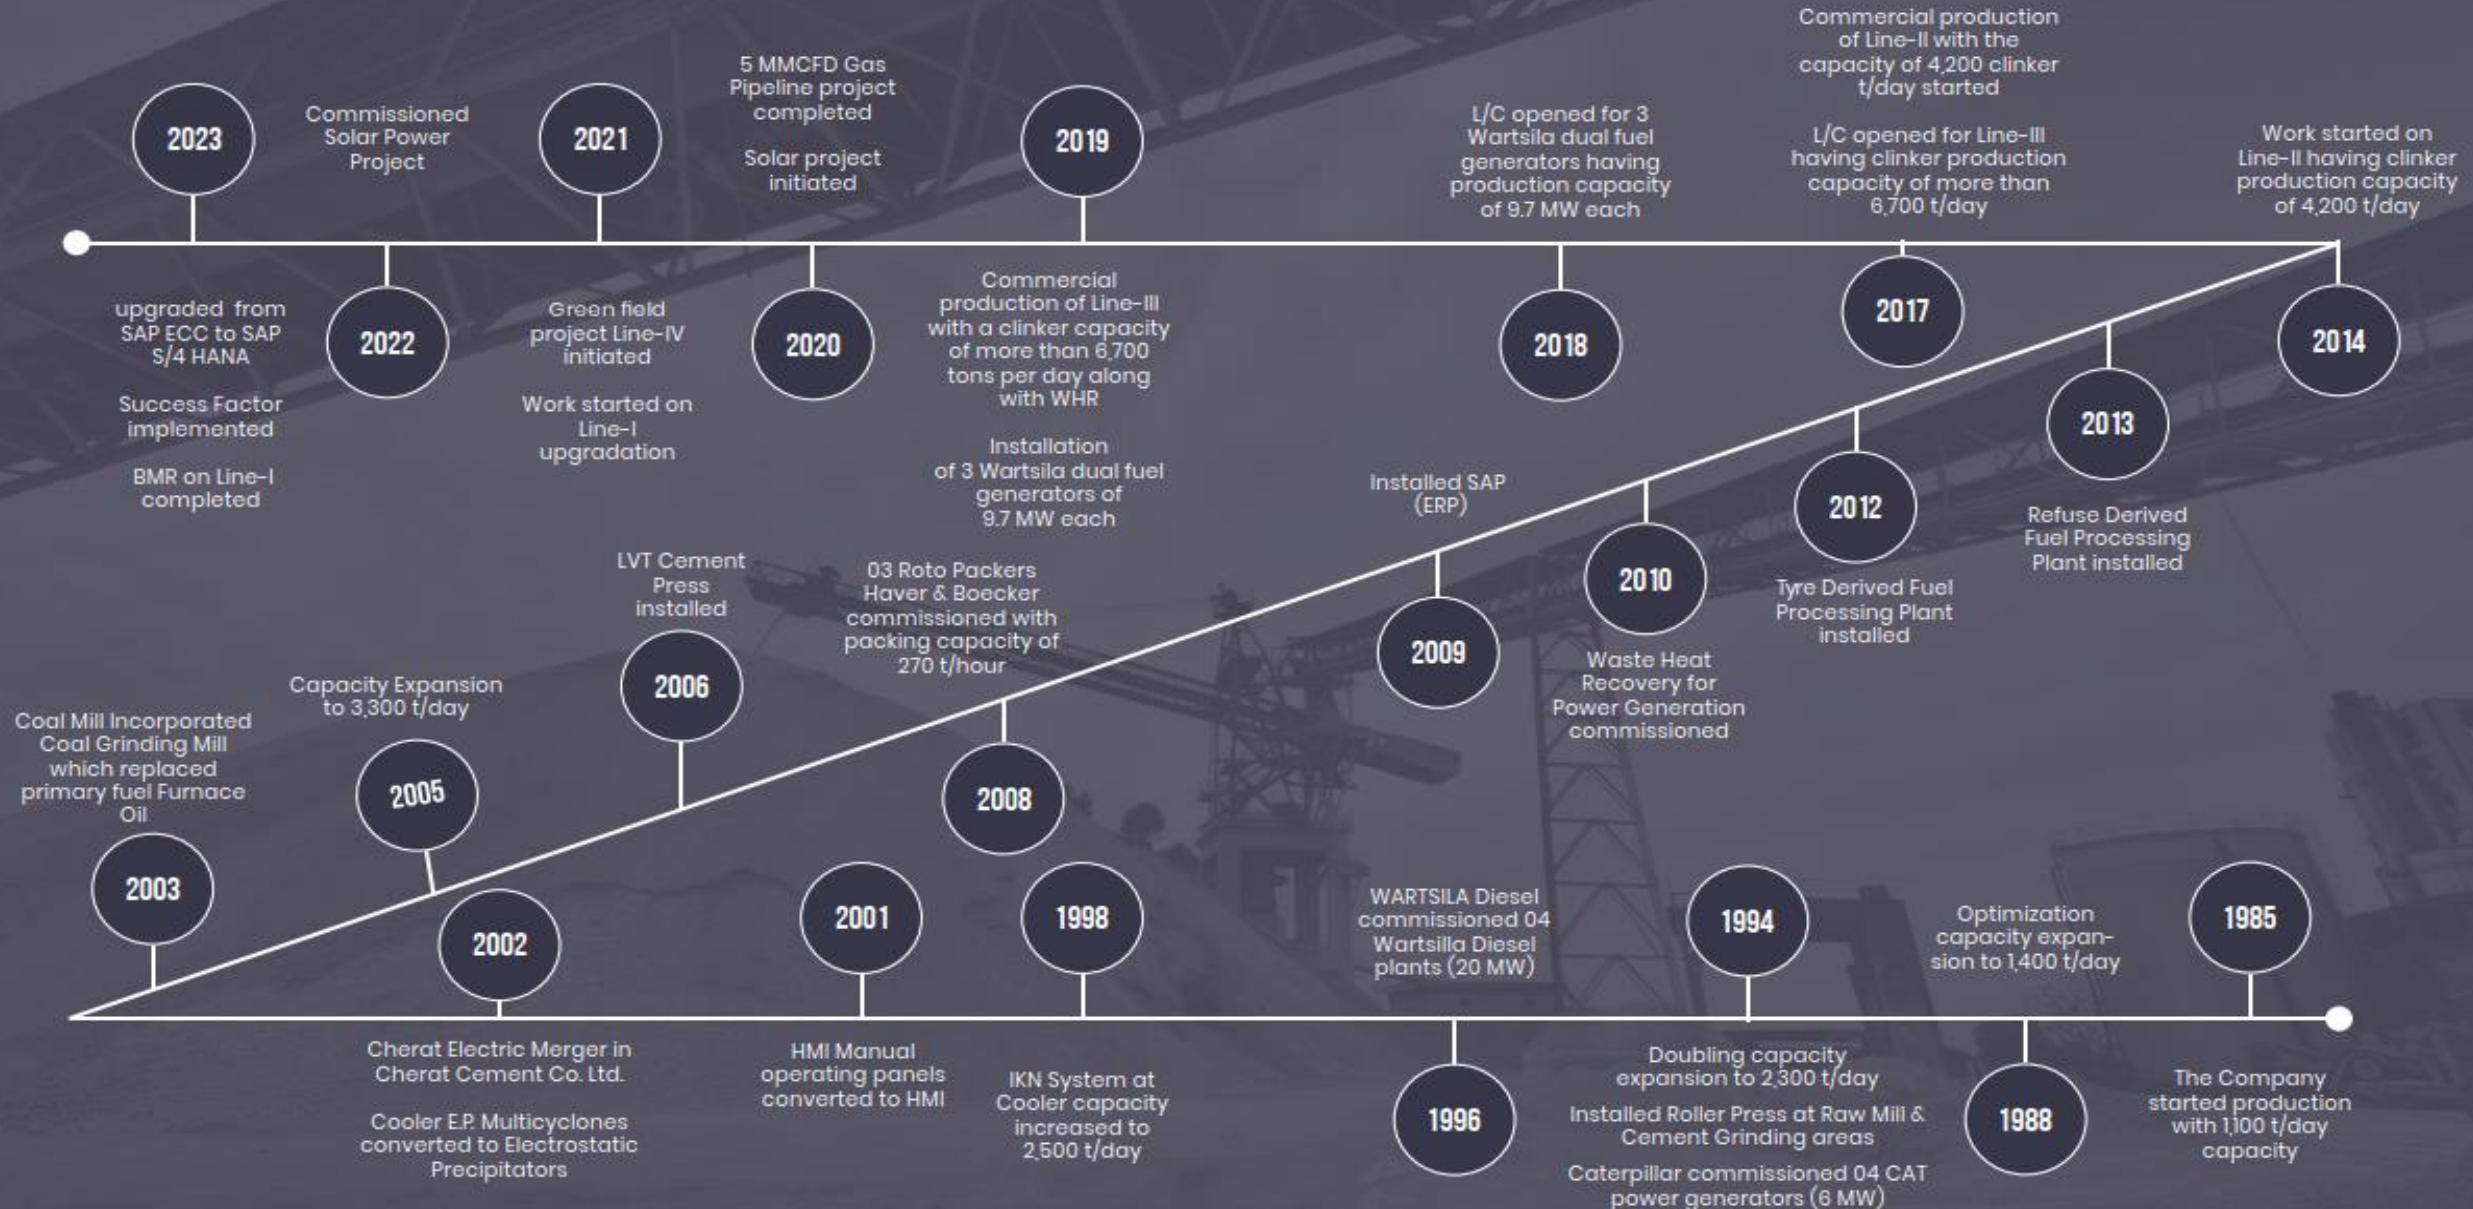 2023
upgraded from
SAP ECC to SAP
S/4 HANA
Success Factor
implemented
BMR on Line-I
completed
Commissioned
Solar Power
Project
2022
2021
Green field
project Line-IV
initiated
Work started on
Line-I
upgradation
5 MMCFD Gas
Pipeline project
completed
Solar project
initiated
2020
2019
Commercial
production of Line-III
with a clinker capacity
of more than 6,700
tons per day along
with WHR
Installation
of 3 Wartsila dual fuel
generators of
9.7 MW each
L/C opened for 3
Wartsila dual fuel
generators having
production capacity
of 9.7 MW each
2018
Commercial production
of Line-II with the
capacity of 4,200 clinker
t/day started
L/C opened for Line-III
having clinker production
capacity of more than
6,700 t/day
2017
Work started on
Line-II having clinker
production capacity
of 4,200 t/day
2014
2013
Refuse Derived
Fuel Processing
Plant installed
2012
Tyre Derived Fuel
Processing Plant
installed
2010
Waste Heat
Recovery for
Power Generation
commissioned
Installed SAP
(ERP)
2009
03 Roto Packers
Haver & Boecker
commissioned with
packing capacity of
270 t/hour
2008
LVT Cement
Press
installed
2006
Capacity Expansion
to 3,300 t/day
2005
Coal Mill Incorporated
Coal Grinding Mill
which replaced
primary fuel Furnace
Oil
2003
2002
Cherat Electric Merger in
Cherat Cement Co. Ltd.
Cooler E.P. Multicyclones
converted to Electrostatic
Precipitators
2001
HMI Manual
operating panels
converted to HMI
1998
IKN System at
Cooler capacity
increased to
2,500 t/day
WARTSILA Diesel
commissioned 04
Wartsilla Diesel
plants (20 MW)
1996
1994
Doubling capacity
expansion to 2,300 t/day
Installed Roller Press at Raw Mill &
Cement Grinding areas
Caterpillar commissioned 04 CAT
power generators (6 MW)
Optimization
capacity expan-
sion to 1,400 t/day
1988
1985
The Company
started production
with 1,100 t/day
capacity